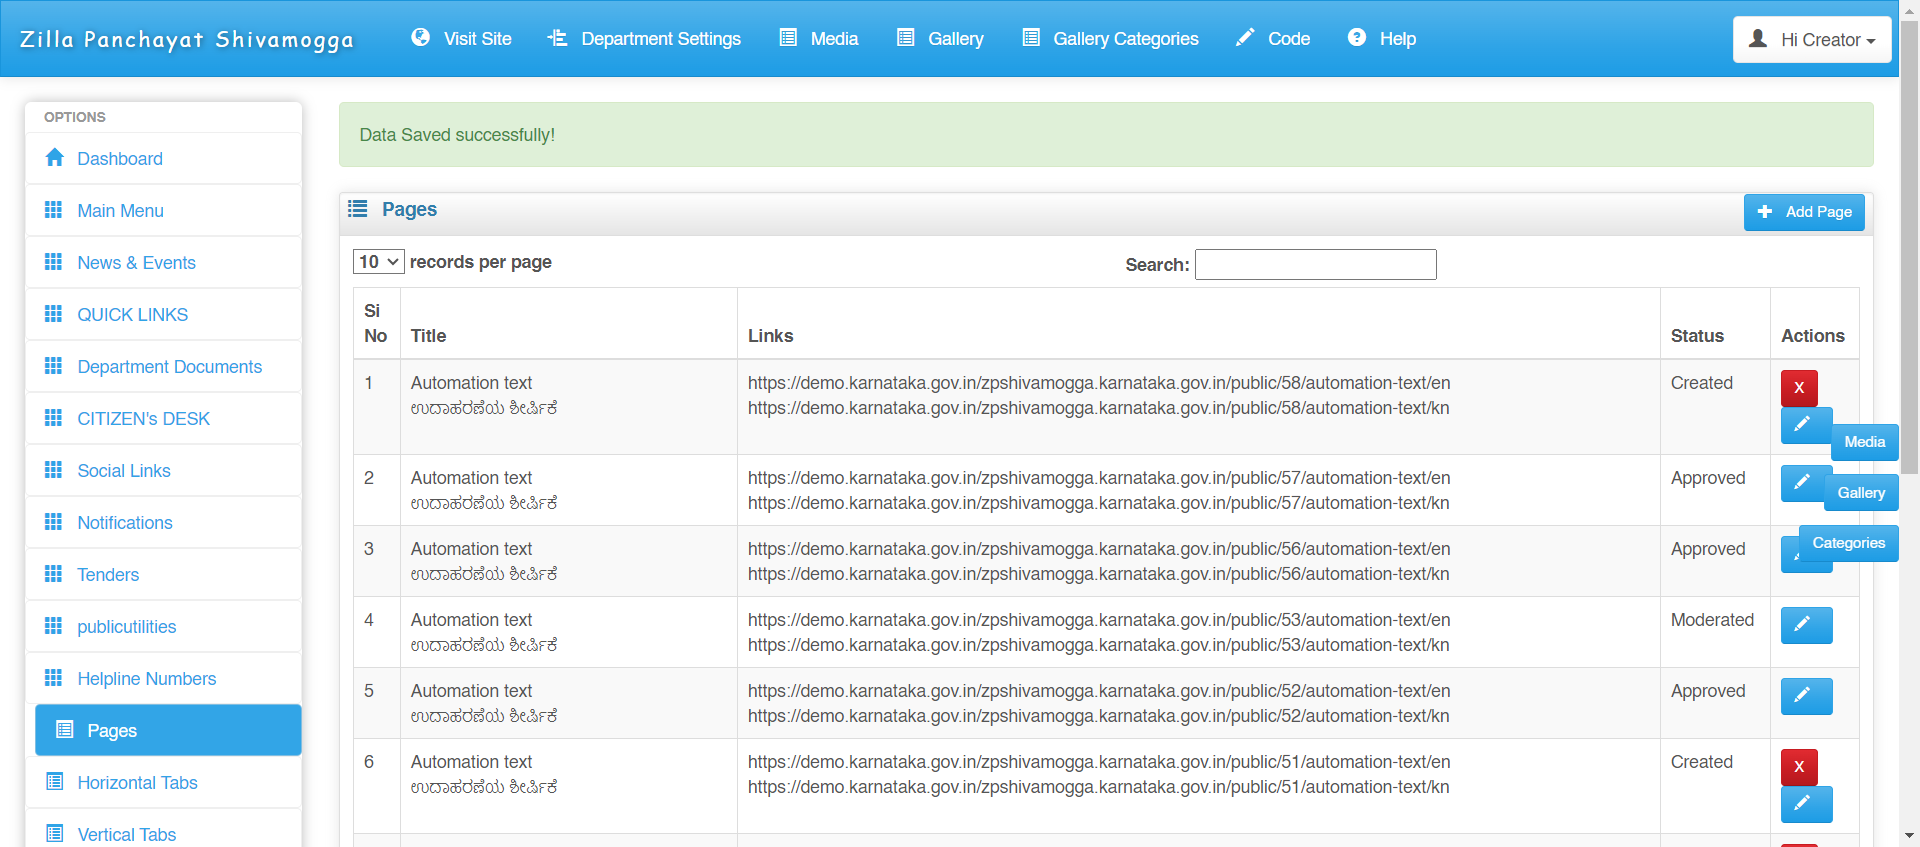 Zilla Panchayat Shivamogga
Visit Site
Department Settings
Media
Gallery
Gallery Categories
Code
Help
Hi Creator
OPTIONS
Dashboard
Main Menu
News & Events
QUICK LINKS
Department Documents
CITIZEN's DESK
Social Links
Notifications
Tenders
publicutilities
Helpline Numbers
Pages
Horizontal Tabs
Vertical Tabs
Data Saved successfully!
Pages
Add Page
10 records per page
Search:
Si No Title Links Status Actions
1 Automation text https://demo.karnataka.gov.in/zpshivamogga.karnataka.gov.in/public/58/automation-text/en Created X
ಉದಾಹರಣೆಯ ಶೀರ್ಷಿಕೆ https://demo.karnataka.gov.in/zpshivamogga.karnataka.gov.in/public/58/automation-text/kn
Media
2 Automation text https://demo.karnataka.gov.in/zpshivamogga.karnataka.gov.in/public/57/automation-text/en Approved
ಉದಾಹರಣೆಯ ಶೀರ್ಷಿಕೆ https://demo.karnataka.gov.in/zpshivamogga.karnataka.gov.in/public/57/automation-text/kn
Gallery
3 Automation text https://demo.karnataka.gov.in/zpshivamogga.karnataka.gov.in/public/56/automation-text/en Approved
ಉದಾಹರಣೆಯ ಶೀರ್ಷಿಕೆ https://demo.karnataka.gov.in/zpshivamogga.karnataka.gov.in/public/56/automation-text/kn
Categories
4 Automation text https://demo.karnataka.gov.in/zpshivamogga.karnataka.gov.in/public/53/automation-text/en Moderated
ಉದಾಹರಣೆಯ ಶೀರ್ಷಿಕೆ https://demo.karnataka.gov.in/zpshivamogga.karnataka.gov.in/public/53/automation-text/kn
5 Automation text https://demo.karnataka.gov.in/zpshivamogga.karnataka.gov.in/public/52/automation-text/en Approved
ಉದಾಹರಣೆಯ ಶೀರ್ಷಿಕೆ https://demo.karnataka.gov.in/zpshivamogga.karnataka.gov.in/public/52/automation-text/kn
6 Automation text https://demo.karnataka.gov.in/zpshivamogga.karnataka.gov.in/public/51/automation-text/en Created X
ಉದಾಹರಣೆಯ ಶೀರ್ಷಿಕೆ https://demo.karnataka.gov.in/zpshivamogga.karnataka.gov.in/public/51/automation-text/kn